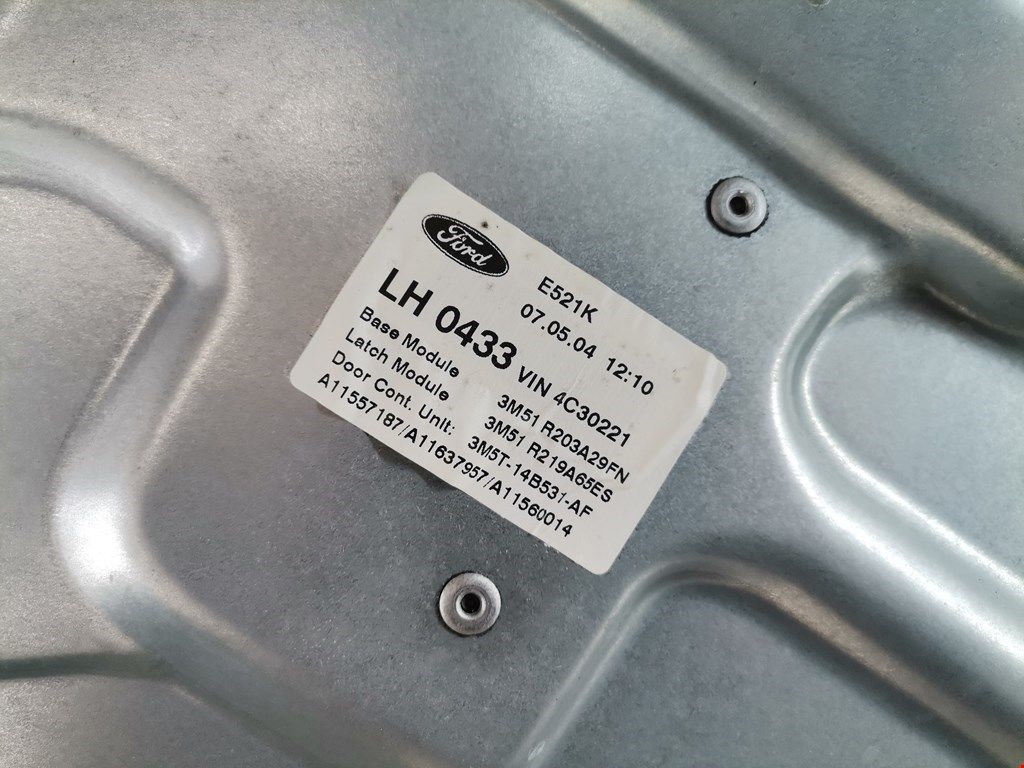 Ford
E521K
07.05.04 12:10
LH 0433 VIN 4C30221
Base Module 3M51 R203A29FN
Latch Module 3M51 R219A65ES
Door Cont. Unit: 3M5T-14B531-AF
A11557187/A11637957/A11560014